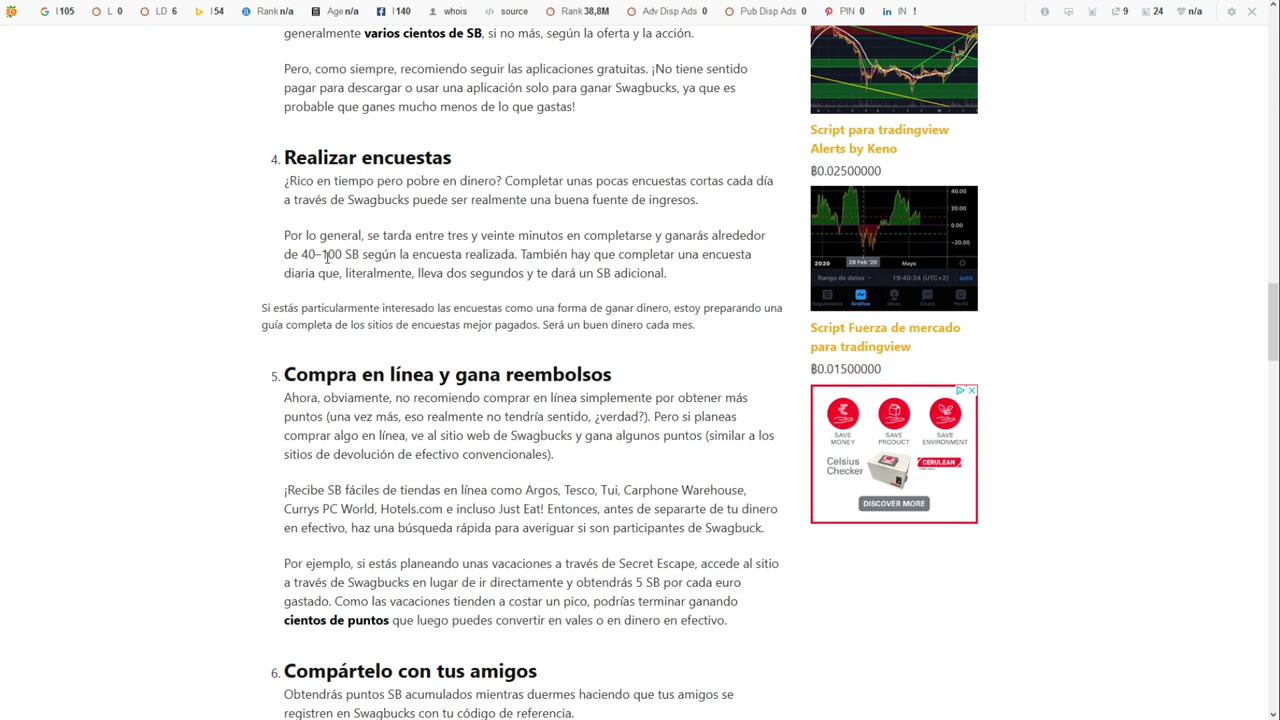 I 105
L 0
LD 6
I 54
Rank n/a
Age n/a
I 140
whois
source
Rank 38,8M
Adv Disp Ads 0
Pub Disp Ads 0
PIN 0
IN !
9
24
n/a
generalmente varios cientos de SB, si no más, según la oferta y la acción.
Pero, como siempre, recomiendo seguir las aplicaciones gratuitas. ¡No tiene sentido
pagar para descargar o usar una aplicación solo para ganar Swagbucks, ya que es
probable que ganes mucho menos de lo que gastas!
4. Realizar encuestas
¿Rico en tiempo pero pobre en dinero? Completar unas pocas encuestas cortas cada día
a través de Swagbucks puede ser realmente una buena fuente de ingresos.
Por lo general, se tarda entre tres y veinte minutos en completarse y ganarás alrededor
de 40–100 SB según la encuesta realizada. También hay que completar una encuesta
diaria que, literalmente, lleva dos segundos y te dará un SB adicional.
Si estás particularmente interesado las encuestas como una forma de ganar dinero, estoy preparando una
guía completa de los sitios de encuestas mejor pagados. Será un buen dinero cada mes.
5. Compra en línea y gana reembolsos
Ahora, obviamente, no recomiendo comprar en línea simplemente por obtener más
puntos (una vez más, eso realmente no tendría sentido, ¿verdad?). Pero si planeas
comprar algo en línea, ve al sitio web de Swagbucks y gana algunos puntos (similar a los
sitios de devolución de efectivo convencionales).
¡Recibe SB fáciles de tiendas en línea como Argos, Tesco, Tui, Carphone Warehouse,
Currys PC World, Hotels.com e incluso Just Eat! Entonces, antes de separarte de tu dinero
en efectivo, haz una búsqueda rápida para averiguar si son participantes de Swagbuck.
Por ejemplo, si estás planeando unas vacaciones a través de Secret Escape, accede al sitio
a través de Swagbucks en lugar de ir directamente y obtendrás 5 SB por cada euro
gastado. Como las vacaciones tienden a costar un pico, podrías terminar ganando
cientos de puntos que luego puedes convertir en vales o en dinero en efectivo.
6. Compártelo con tus amigos
Obtendrás puntos SB acumulados mientras duermes haciendo que tus amigos se
registren en Swagbucks con tu código de referencia.
Script para tradingview
Alerts by Keno
฿0.02500000
40.00
20.00
0.00
−20.00
2020
28 Feb '20
Mayo
Rango de datos
19:40:34 (UTC+2)
auto
Seguimiento
Gráfico
Ideas
Chats
Perfil
Script Fuerza de mercado
para tradingview
฿0.01500000
SAVE
MONEY
SAVE
PRODUCT
SAVE
ENVIRONMENT
Celsius
Checker
CERULEAN
DISCOVER MORE